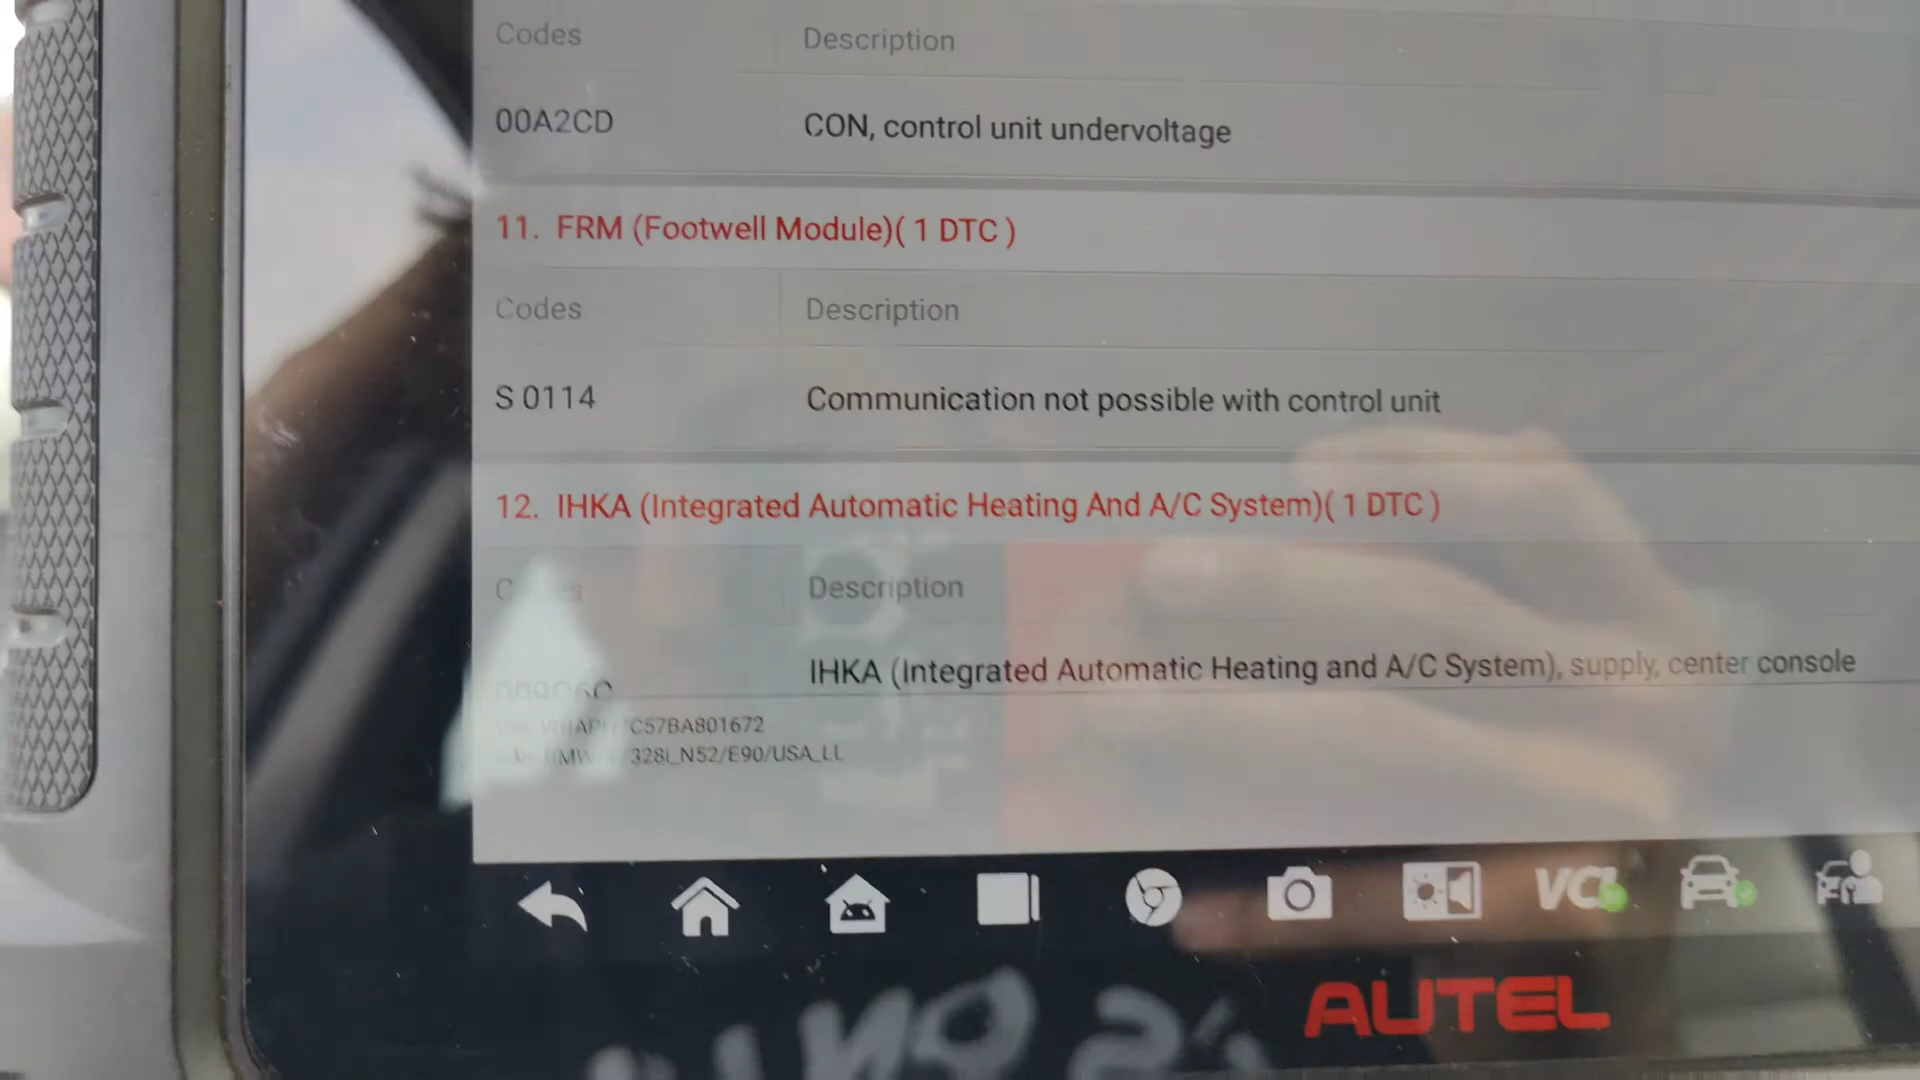 Codes Description
00A2CD CON, control unit undervoltage
11. FRM (Footwell Module)( 1 DTC )
Codes Description
S 0114 Communication not possible with control unit
12. IHKA (Integrated Automatic Heating And A/C System)( 1 DTC )
Description
IHKA (Integrated Automatic Heating and A/C System), supply, center console
C57BA801672
328i_N52/E90/USA_LL
VCI
AUTEL